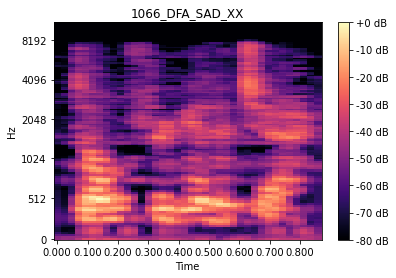 1066_DFA_SAD_XX
Hz
8192
4096
2048
1024
512
0
0.000 0.100 0.200 0.300 0.400 0.500 0.600 0.700 0.800
Time
+0 dB
-10 dB
-20 dB
-30 dB
-40 dB
-50 dB
-60 dB
-70 dB
-80 dB